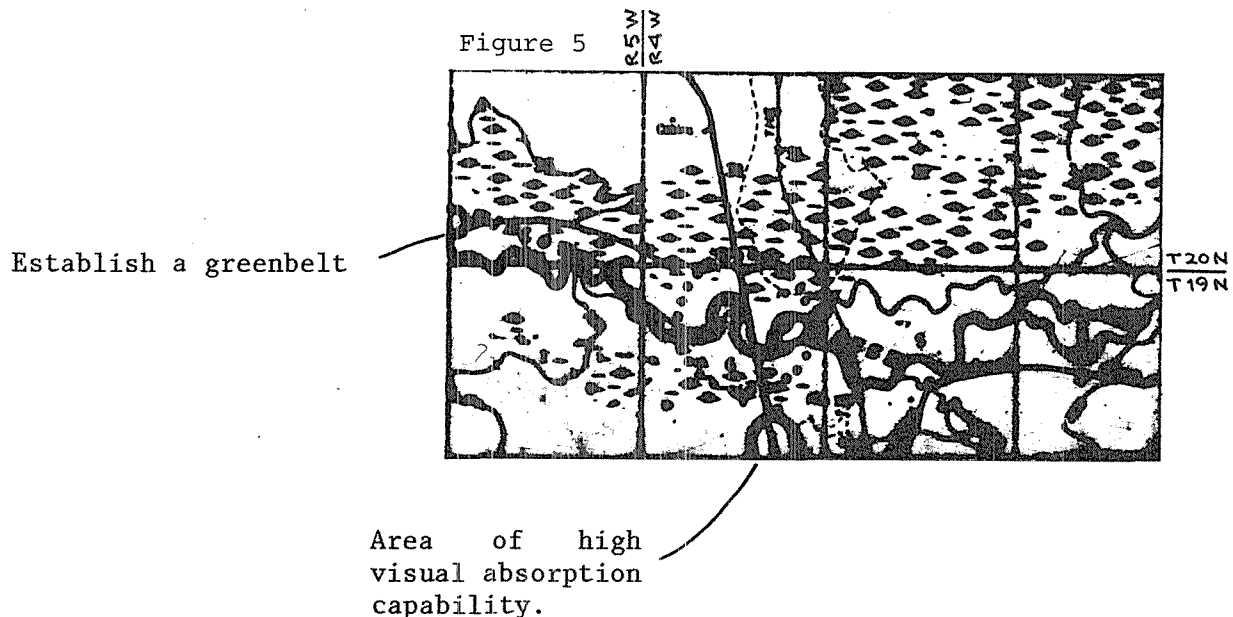 Figure 5
R5W
R4W
Establish a greenbelt
T20N
T19N
Area of high
visual absorption
capability.